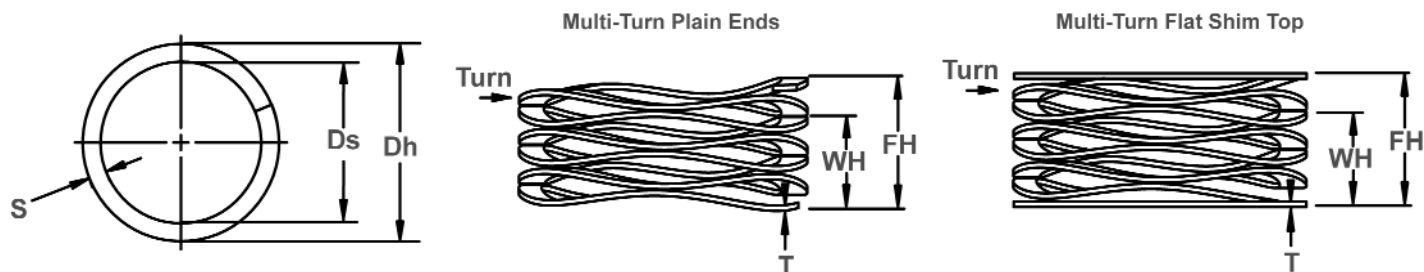 Multi-Turn Plain Ends
Multi-Turn Flat Shim Top
Ds
Dh
S
Turn
WH
FH
T
Turn
WH
FH
T